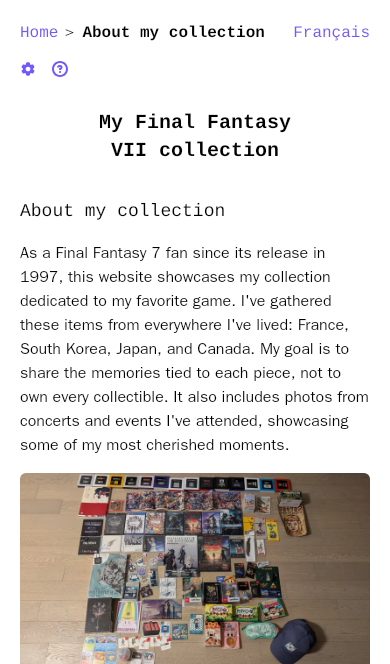 Home > About my collection Français
My Final Fantasy
VII collection
About my collection
As a Final Fantasy 7 fan since its release in
1997, this website showcases my collection
dedicated to my favorite game. I've gathered
these items from everywhere I've lived: France,
South Korea, Japan, and Canada. My goal is to
share the memories tied to each piece, not to
own every collectible. It also includes photos from
concerts and events I've attended, showcasing
some of my most cherished moments.